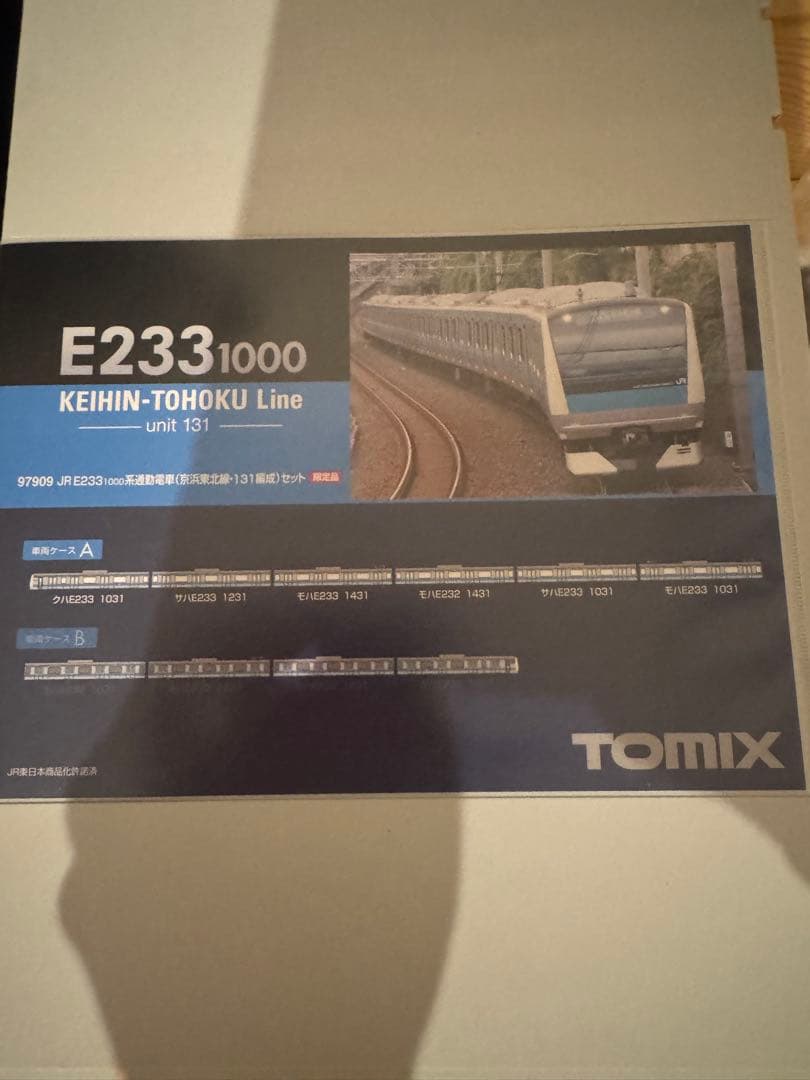 E233 1000
KEIHIN-TOHOKU Line
unit 131
97909 JR E233 1000系通勤電車(京浜東北線・131編成)セット 限定品
車両ケース A
クハE233 1031 サハE233 1231 モハE233 1431 モハE232 1431 サハE233 1031 モハE233 1031
車両ケース B
TOMIX
JR東日本商品化許諾済